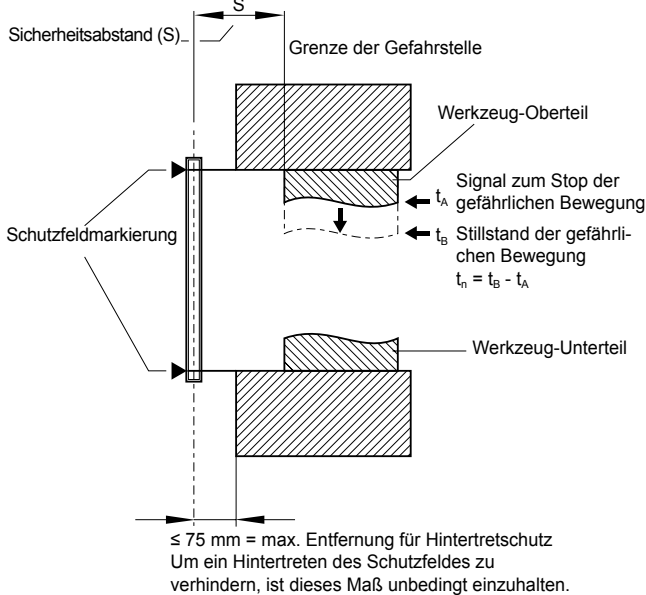 S
Sicherheitsabstand (S)
Grenze der Gefahrstelle
Werkzeug-Oberteil
tA Signal zum Stop der
gefährlichen Bewegung
Schutzfeldmarkierung
tB Stillstand der gefährli-
chen Bewegung
tn = tB - tA
Werkzeug-Unterteil
≤ 75 mm = max. Entfernung für Hintertretschutz
Um ein Hintertreten des Schutzfeldes zu
verhindern, ist dieses Maß unbedingt einzuhalten.